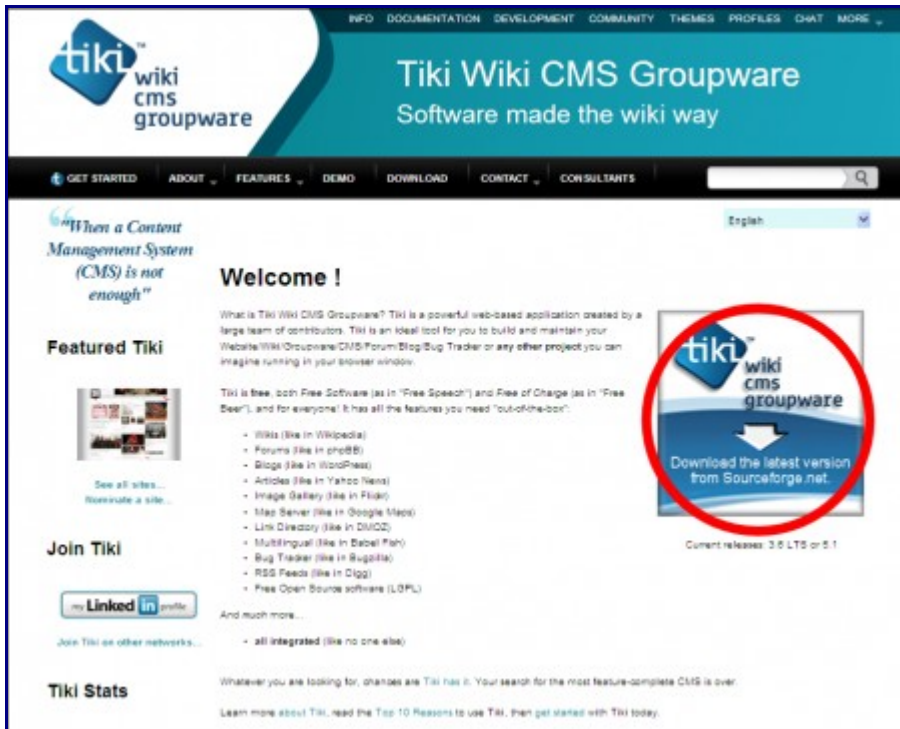 INFO DOCUMENTATION DEVELOPMENT COMMUNITY THEMES PROFILES CHAT MORE
tiki™
wiki
cms
groupware
Tiki Wiki CMS Groupware
Software made the wiki way
GET STARTED ABOUT FEATURES DEMO DOWNLOAD CONTACT CONSULTANTS
English
"When a Content
Management System
(CMS) is not
enough"
Featured Tiki
See all sites...
Nominate a site...
Join Tiki
my Linked in profile
Join Tiki on other networks...
Tiki Stats
Welcome !
What is Tiki Wiki CMS Groupware? Tiki is a powerful web-based application created by a
large team of contributors. Tiki is an ideal tool for you to build and maintain your
Website/Wiki/Groupware/CMS/Forum/Blog/Bug Tracker or any other project you can
imagine running in your browser window.
Tiki is free, both Free Software (as in "Free Speech") and Free of Charge (as in "Free
Beer"), and for everyone! It has all the features you need "out-of-the-box":
- Wikis (like in Wikipedia)
- Forums (like in phpBB)
- Blogs (like in WordPress)
- Articles (like in Yahoo News)
- Image Gallery (like in Flickr)
- Map Server (like in Google Maps)
- Link Directory (like in DMOZ)
- Multilingual (like in Babel Fish)
- Bug Tracker (like in Bugzilla)
- RSS Feeds (like in Digg)
- Free Open Source software (LGPL)
And much more...
- all integrated (like no one else)
Whatever you are looking for, chances are Tiki has it. Your search for the most feature-complete CMS is over.
Learn more about Tiki, read the Top 10 Reasons to use Tiki, then get started with Tiki today.
tiki
wiki
cms
groupware
Download the latest version
from Sourceforge.net.
Current releases: 3.6 LTS or 5.1